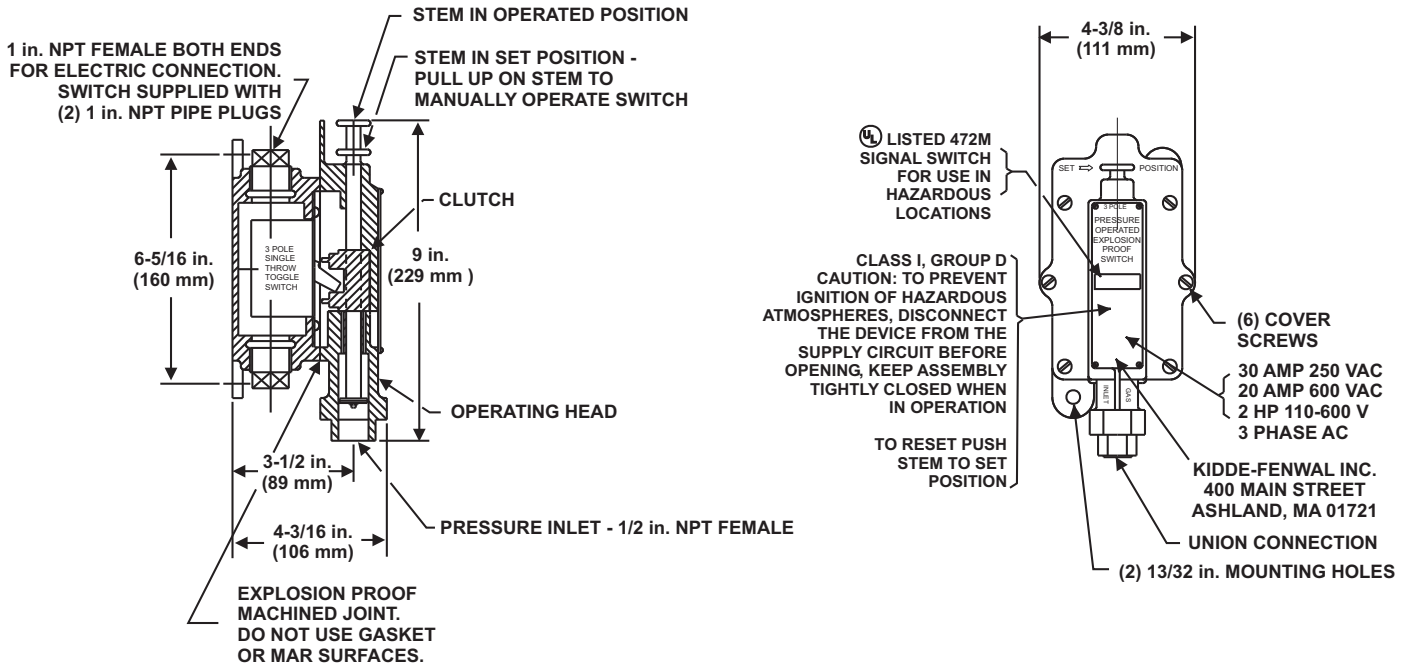 STEM IN OPERATED POSITION
1 in. NPT FEMALE BOTH ENDS
FOR ELECTRIC CONNECTION.
SWITCH SUPPLIED WITH
(2) 1 in. NPT PIPE PLUGS
STEM IN SET POSITION -
PULL UP ON STEM TO
MANUALLY OPERATE SWITCH
CLUTCH
6-5/16 in.
(160 mm)
3 POLE
SINGLE
THROW
TOGGLE
SWITCH
9 in.
(229 mm )
OPERATING HEAD
3-1/2 in.
(89 mm)
4-3/16 in.
(106 mm)
PRESSURE INLET - 1/2 in. NPT FEMALE
EXPLOSION PROOF
MACHINED JOINT.
DO NOT USE GASKET
OR MAR SURFACES.
4-3/8 in.
(111 mm)
UL LISTED 472M
SIGNAL SWITCH
FOR USE IN
HAZARDOUS
LOCATIONS
CLASS I, GROUP D
CAUTION: TO PREVENT
IGNITION OF HAZARDOUS
ATMOSPHERES, DISCONNECT
THE DEVICE FROM THE
SUPPLY CIRCUIT BEFORE
OPENING, KEEP ASSEMBLY
TIGHTLY CLOSED WHEN
IN OPERATION
TO RESET PUSH
STEM TO SET
POSITION
SET ⇨ POSITION
3 POLE
PRESSURE
OPERATED
EXPLOSION
PROOF
SWITCH
INLET
GAS
(6) COVER
SCREWS
30 AMP 250 VAC
20 AMP 600 VAC
2 HP 110-600 V
3 PHASE AC
KIDDE-FENWAL INC.
400 MAIN STREET
ASHLAND, MA 01721
UNION CONNECTION
(2) 13/32 in. MOUNTING HOLES